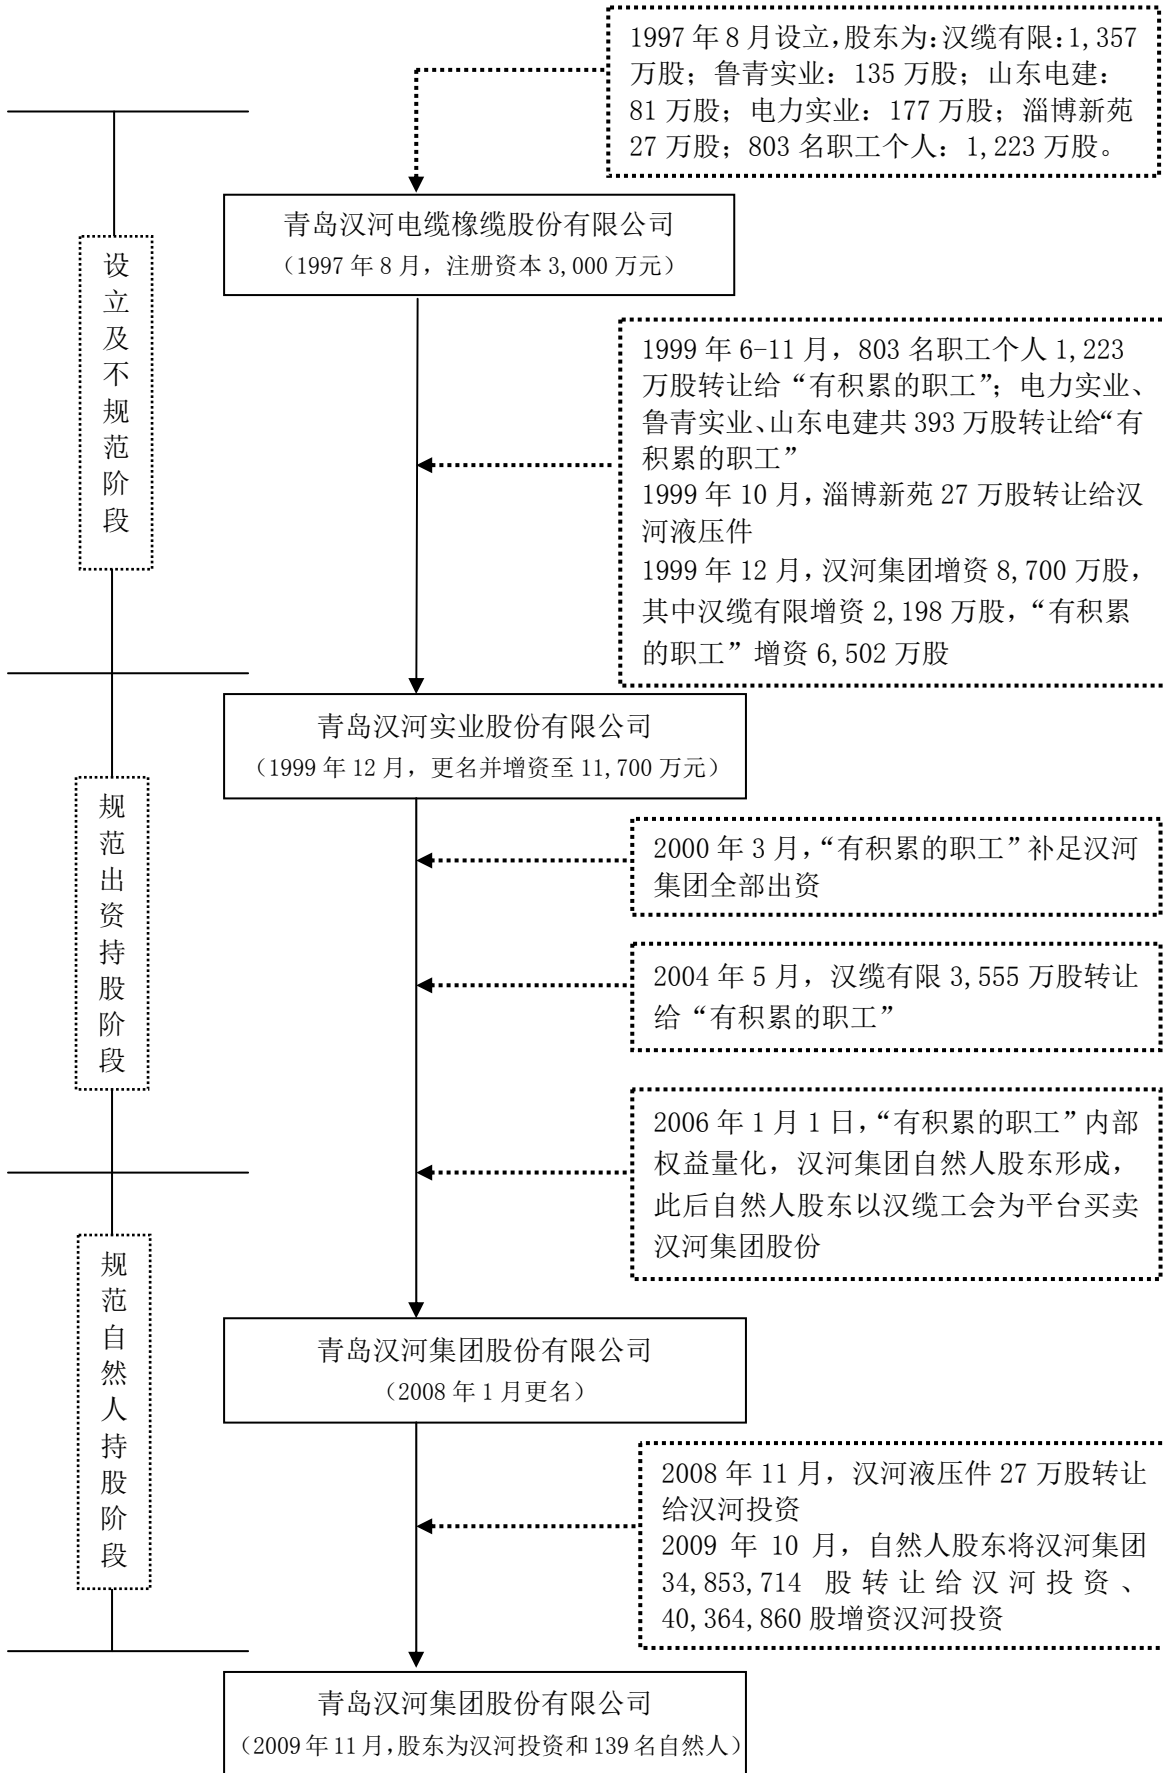 1997 年 8 月设立，股东为：汉缆有限：1,357
万股；鲁青实业：135 万股；山东电建：
81 万股；电力实业：177 万股；淄博新苑
27 万股；803 名职工个人：1,223 万股。
青岛汉河电缆橡缆股份有限公司
（1997 年 8 月，注册资本 3,000 万元）
设立及不规范阶段
1999 年 6-11 月，803 名职工个人 1,223
万股转让给“有积累的职工”；电力实业、
鲁青实业、山东电建共 393 万股转让给“有
积累的职工”
1999 年 10 月，淄博新苑 27 万股转让给汉
河液压件
1999 年 12 月，汉河集团增资 8,700 万股，
其中汉缆有限增资 2,198 万股，“有积累
的职工”增资 6,502 万股
青岛汉河实业股份有限公司
（1999 年 12 月，更名并增资至 11,700 万元）
规范出资持股阶段
2000 年 3 月，“有积累的职工”补足汉河
集团全部出资
2004 年 5 月，汉缆有限 3,555 万股转让
给“有积累的职工”
2006 年 1 月 1 日，“有积累的职工”内部
权益量化，汉河集团自然人股东形成，
此后自然人股东以汉缆工会为平台买卖
汉河集团股份
规范自然人持股阶段
青岛汉河集团股份有限公司
（2008 年 1 月更名）
2008 年 11 月，汉河液压件 27 万股转让
给汉河投资
2009 年 10 月，自然人股东将汉河集团
34,853,714 股转让给汉河投资、
40,364,860 股增资汉河投资
青岛汉河集团股份有限公司
（2009 年 11 月，股东为汉河投资和 139 名自然人）